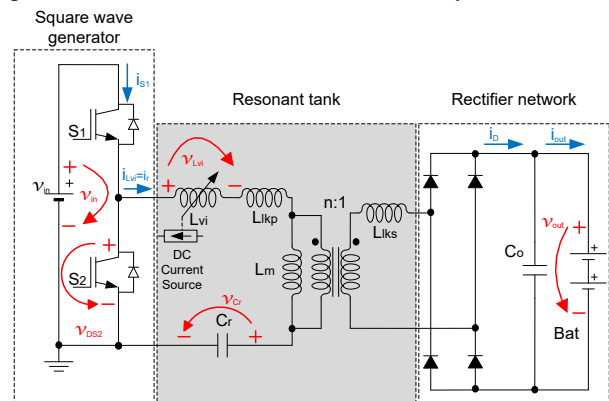 Square wave
generator
Resonant tank
Rectifier network
iS1
S1
iLvi=ir
vLvi
iD
iout
n:1
vin
vin
Lvi
Llkp
Llks
DC
Current
Source
Lm
Co
vout
S2
vCr
Cr
Bat
vDS2